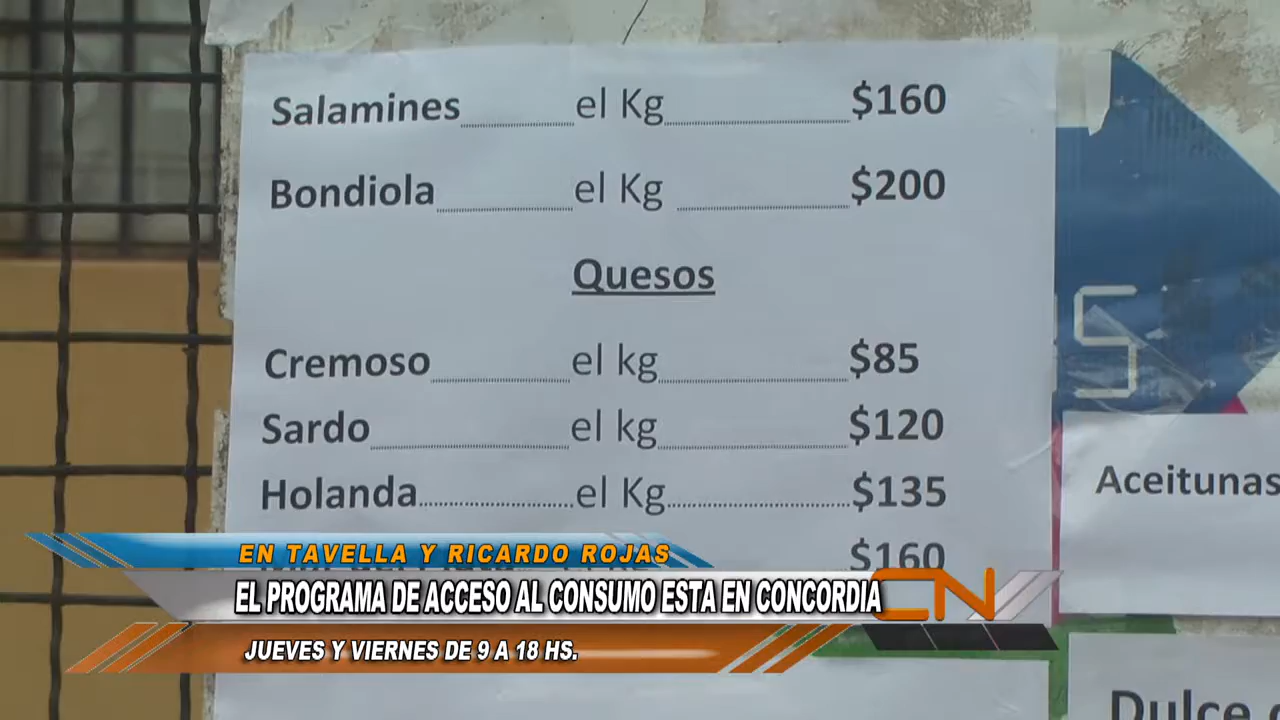 Salamines el Kg $160
Bondiola el Kg $200
Quesos
Cremoso el kg $85
Sardo el kg $120
Holanda el Kg $135
$160
Aceitunas
Dulce
S
EN TAVELLA Y RICARDO ROJAS
EL PROGRAMA DE ACCESO AL CONSUMO ESTA EN CONCORDIA
CN
JUEVES Y VIERNES DE 9 A 18 HS.